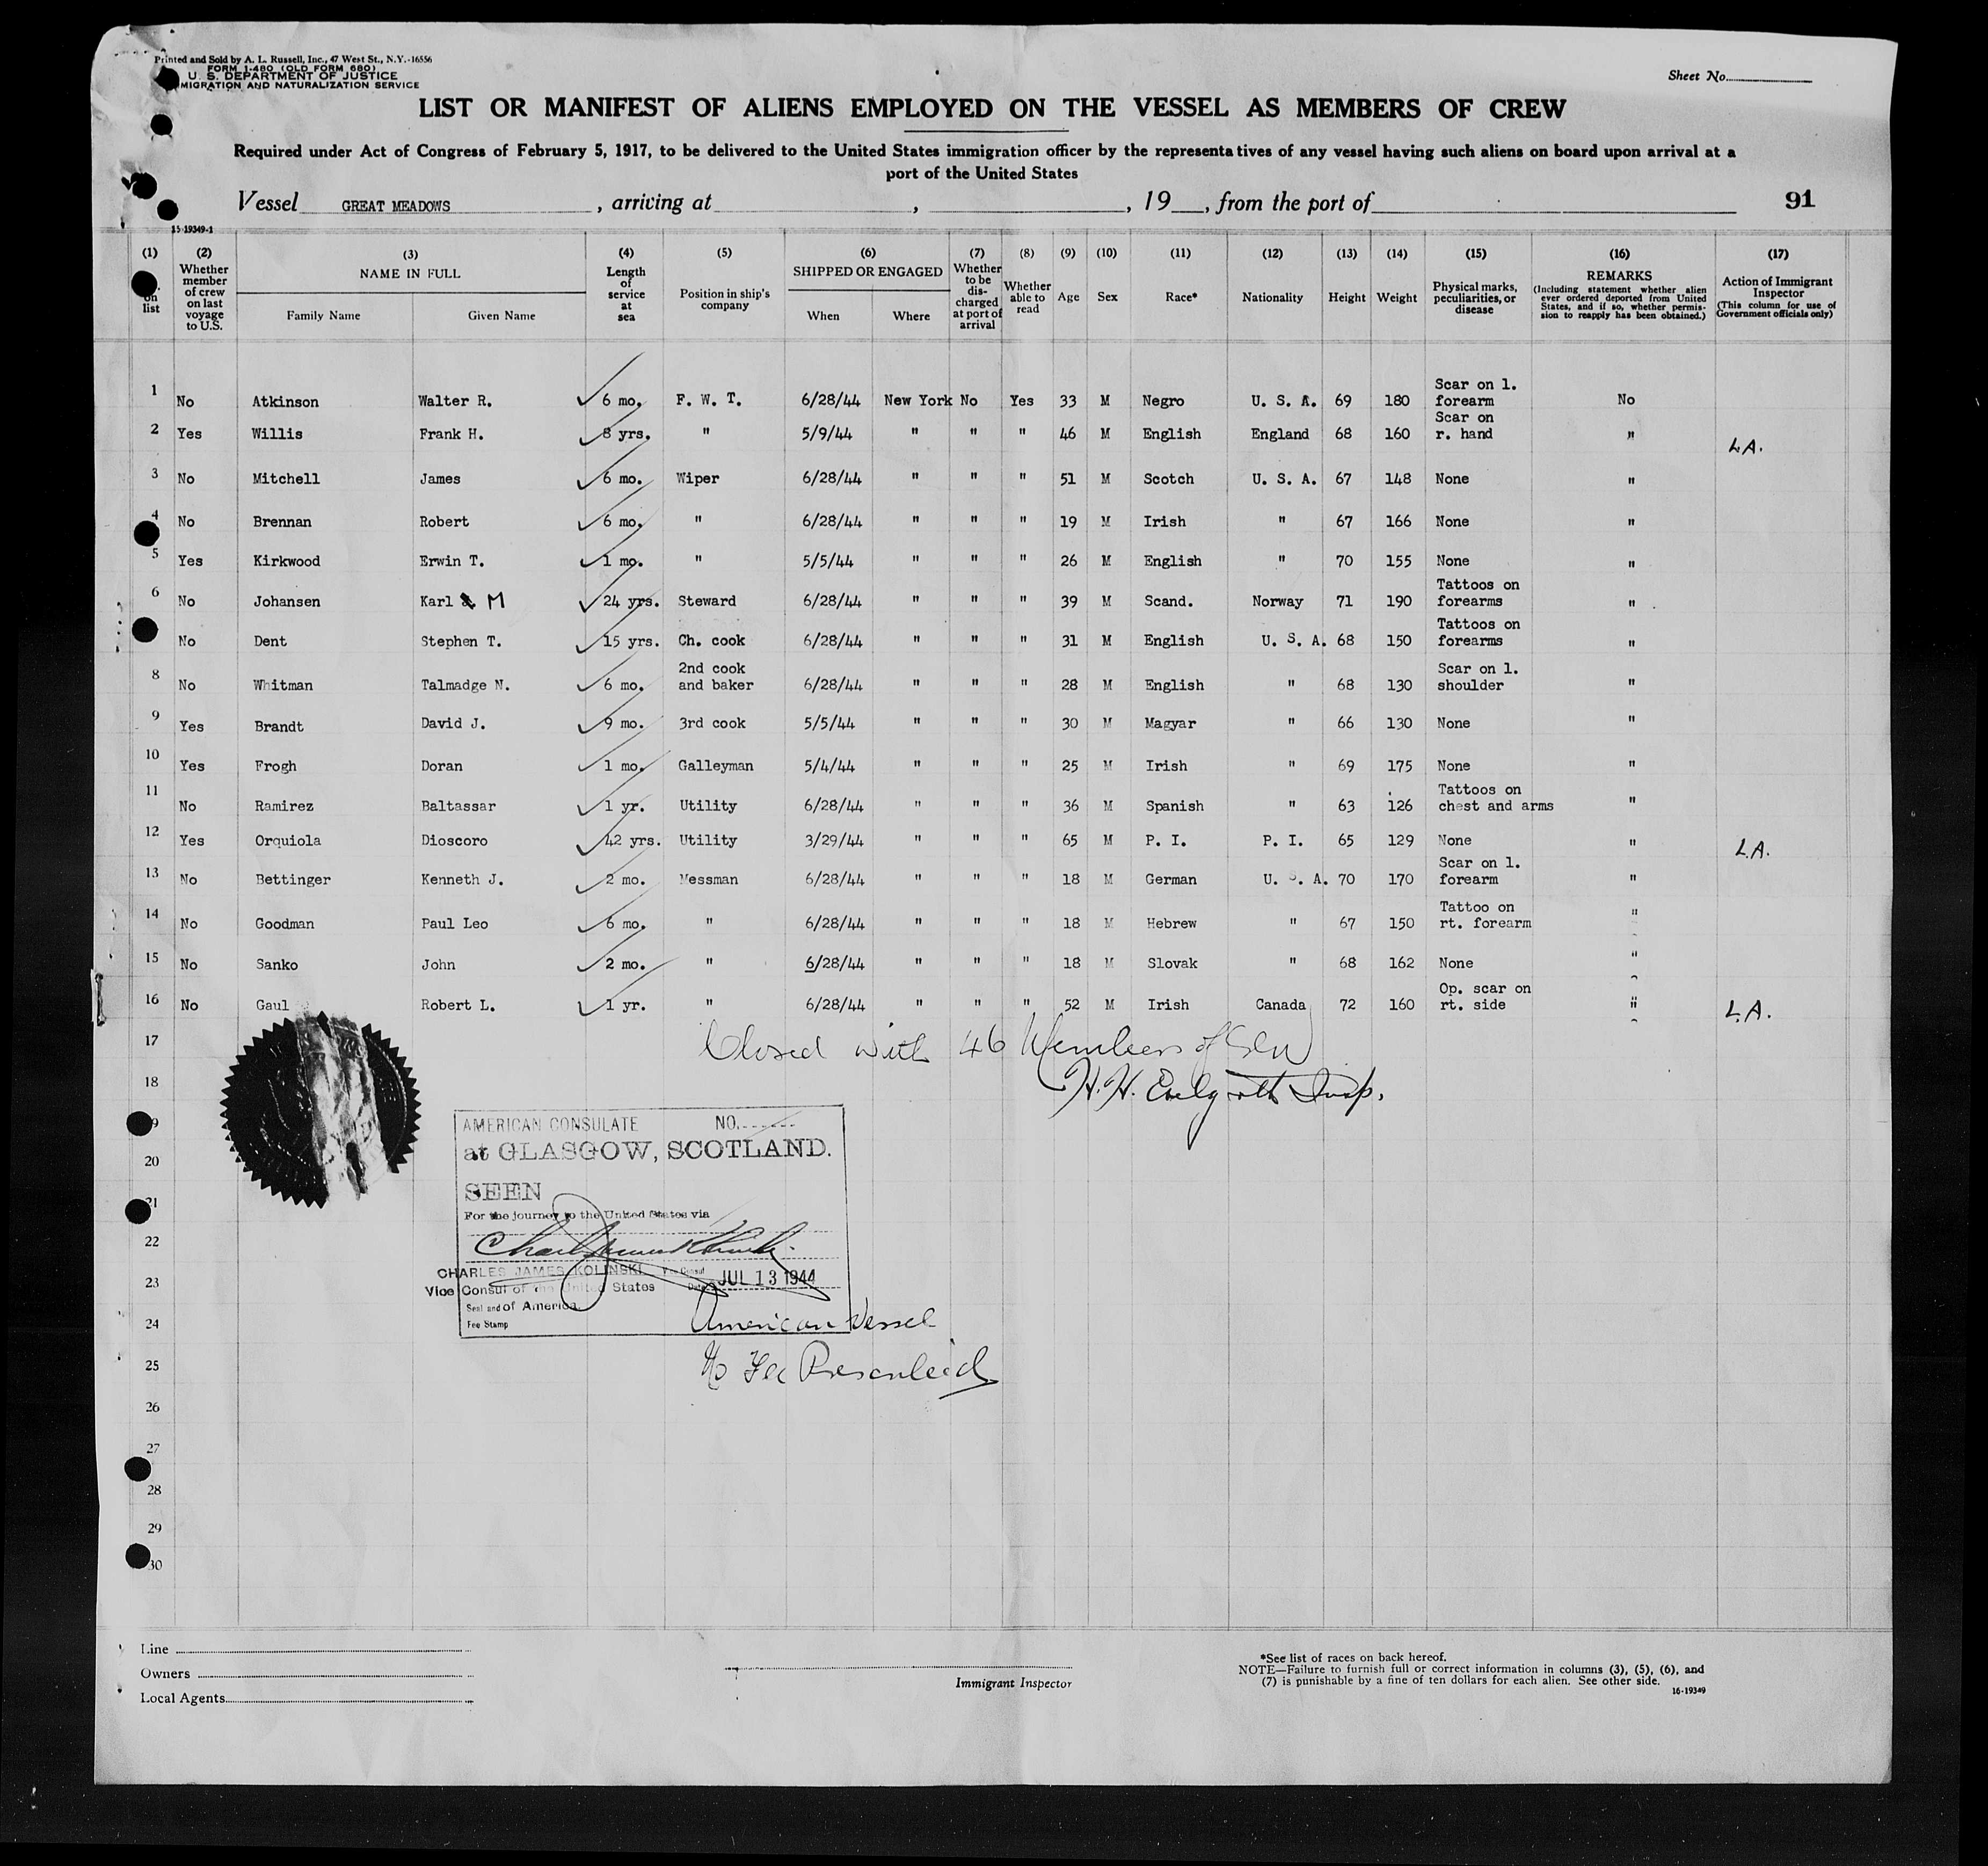 Printed and Sold by A. L. Russell, Inc., 47 West St., N.Y.-16556
FORM 1-480 (OLD FORM 680)
U. S. DEPARTMENT OF JUSTICE
MIGRATION AND NATURALIZATION SERVICE
Sheet No.
LIST OR MANIFEST OF ALIENS EMPLOYED ON THE VESSEL AS MEMBERS OF CREW
Required under Act of Congress of February 5, 1917, to be delivered to the United States immigration officer by the representatives of any vessel having such aliens on board upon arrival at a
port of the United States
Vessel GREAT MEADOWS , arriving at , , 19 , from the port of 91
15-19349-1
(1) on list (2) Whether member of crew on last voyage to U.S. (3) NAME IN FULL Family Name Given Name (4) Length of service at sea (5) Position in ship's company (6) SHIPPED OR ENGAGED When Where (7) Whether to be discharged at port of arrival (8) Whether able to read (9) Age (10) Sex (11) Race* (12) Nationality (13) Height (14) Weight (15) Physical marks, peculiarities, or disease (16) REMARKS (Including statement whether alien ever ordered deported from United States, and if so, whether permission to reapply has been obtained.) (17) Action of Immigrant Inspector (This column for use of Government officials only)
1 No Atkinson Walter R. 6 mo. F. W. T. 6/28/44 New York No Yes 33 M Negro U. S. A. 69 180 Scar on l. forearm No
2 Yes Willis Frank H. 8 yrs. " 5/9/44 " " " 46 M English England 68 160 Scar on r. hand " L.A.
3 No Mitchell James 6 mo. Wiper 6/28/44 " " " 51 M Scotch U. S. A. 67 148 None "
4 No Brennan Robert 6 mo. " 6/28/44 " " " 19 M Irish " 67 166 None "
5 Yes Kirkwood Erwin T. 1 mo. " 5/5/44 " " " 26 M English " 70 155 None "
6 No Johansen Karl M 24 yrs. Steward 6/28/44 " " " 39 M Scand. Norway 71 190 Tattoos on forearms "
No Dent Stephen T. 15 yrs. Ch. cook 6/28/44 " " " 31 M English U. S. A. 68 150 Tattoos on forearms "
8 No Whitman Talmadge N. 6 mo. 2nd cook and baker 6/28/44 " " " 28 M English " 68 130 Scar on l. shoulder "
9 Yes Brandt David J. 9 mo. 3rd cook 5/5/44 " " " 30 M Magyar " 66 130 None "
10 Yes Frogh Doran 1 mo. Galleyman 5/4/44 " " " 25 M Irish " 69 175 None "
11 No Ramirez Baltassar 1 yr. Utility 6/28/44 " " " 36 M Spanish " 63 126 Tattoos on chest and arms "
12 Yes Orquiola Dioscoro 42 yrs. Utility 3/29/44 " " " 65 M P. I. P. I. 65 129 None " L.A.
13 No Bettinger Kenneth J. 2 mo. Messman 6/28/44 " " " 18 M German U. S. A. 70 170 Scar on l. forearm "
14 No Goodman Paul Leo 6 mo. " 6/28/44 " " " 18 M Hebrew " 67 150 Tattoo on rt. forearm "
15 No Sanko John 2 mo. " 6/28/44 " " " 18 M Slovak " 68 162 None "
16 No Gaul Robert L. 1 yr. " 6/28/44 " " " 52 M Irish Canada 72 160 Op. scar on rt. side " L.A.
17 Closed with 46 Members of Crew
18 H. H. Insp.
9
AMERICAN CONSULATE NO.
at GLASGOW, SCOTLAND.
20
SEEN
21
For the journey to the United States via
22
CHARLES JAMES KOLINSKI Vice Consul
23
Date JUL 13 1944
Vice Consul of the United States
Seal and of America.
Fee Stamp
24 American Vessel
25 No Fee Prescribed
26
27
28
29
30
Line
Owners
Local Agents
Immigrant Inspector
*See list of races on back hereof.
NOTE—Failure to furnish full or correct information in columns (3), (5), (6), and
(7) is punishable by a fine of ten dollars for each alien. See other side.
16-19349